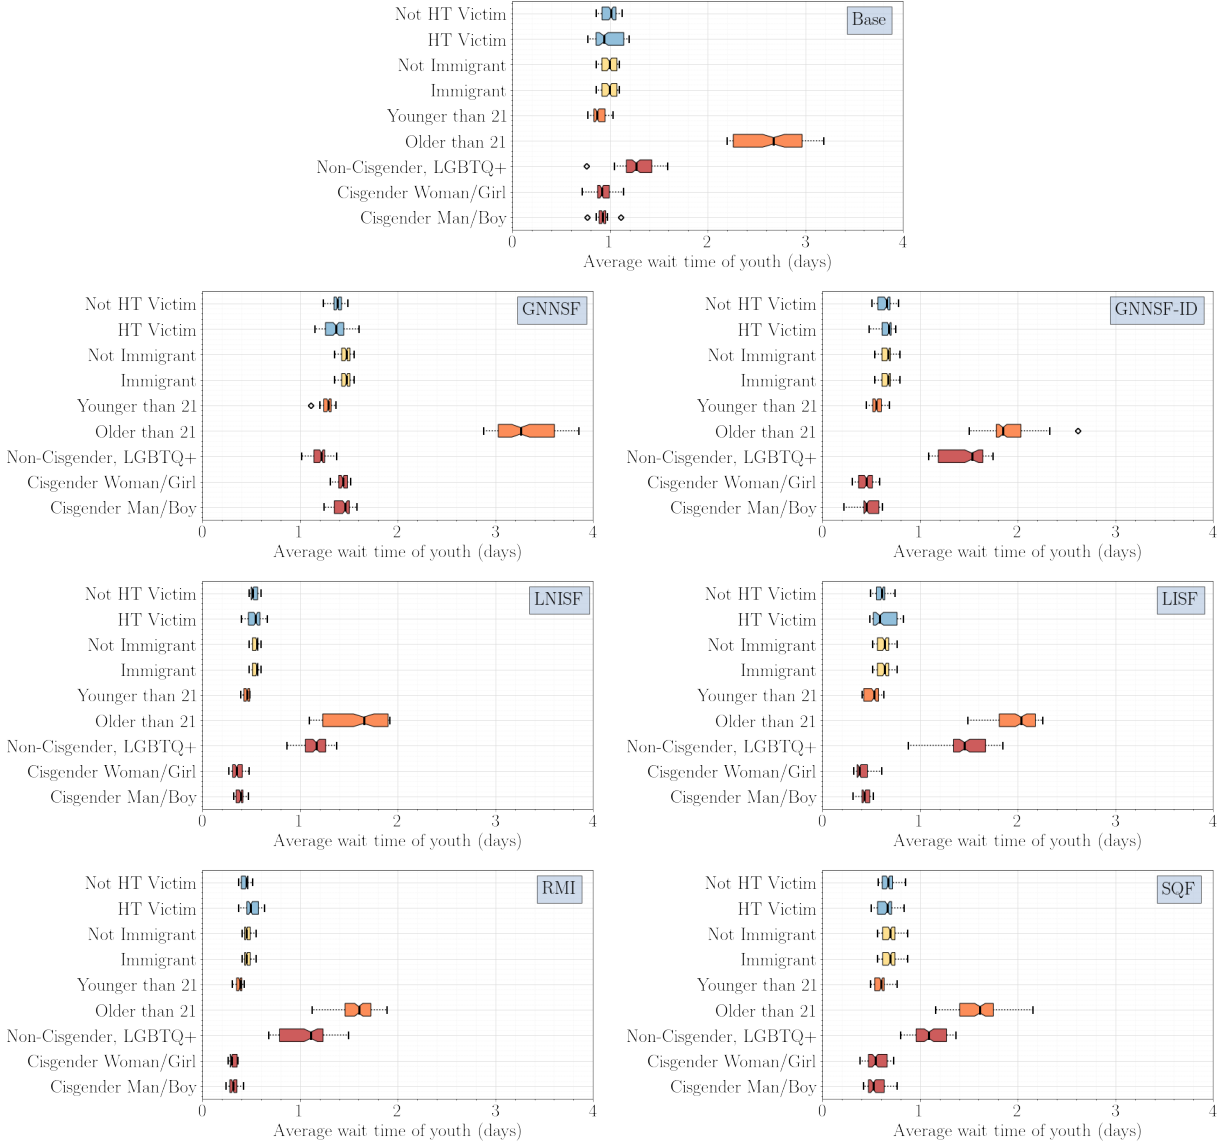 Base
Not HT Victim
HT Victim
Not Immigrant
Immigrant
Younger than 21
Older than 21
Non-Cisgender, LGBTQ+
Cisgender Woman/Girl
Cisgender Man/Boy
0 1 2 3 4
Average wait time of youth (days)
GNNSF
Not HT Victim
HT Victim
Not Immigrant
Immigrant
Younger than 21
Older than 21
Non-Cisgender, LGBTQ+
Cisgender Woman/Girl
Cisgender Man/Boy
0 1 2 3 4
Average wait time of youth (days)
GNNSF-ID
Not HT Victim
HT Victim
Not Immigrant
Immigrant
Younger than 21
Older than 21
Non-Cisgender, LGBTQ+
Cisgender Woman/Girl
Cisgender Man/Boy
0 1 2 3 4
Average wait time of youth (days)
LNISF
Not HT Victim
HT Victim
Not Immigrant
Immigrant
Younger than 21
Older than 21
Non-Cisgender, LGBTQ+
Cisgender Woman/Girl
Cisgender Man/Boy
0 1 2 3 4
Average wait time of youth (days)
LISF
Not HT Victim
HT Victim
Not Immigrant
Immigrant
Younger than 21
Older than 21
Non-Cisgender, LGBTQ+
Cisgender Woman/Girl
Cisgender Man/Boy
0 1 2 3 4
Average wait time of youth (days)
RMI
Not HT Victim
HT Victim
Not Immigrant
Immigrant
Younger than 21
Older than 21
Non-Cisgender, LGBTQ+
Cisgender Woman/Girl
Cisgender Man/Boy
0 1 2 3 4
Average wait time of youth (days)
SQF
Not HT Victim
HT Victim
Not Immigrant
Immigrant
Younger than 21
Older than 21
Non-Cisgender, LGBTQ+
Cisgender Woman/Girl
Cisgender Man/Boy
0 1 2 3 4
Average wait time of youth (days)